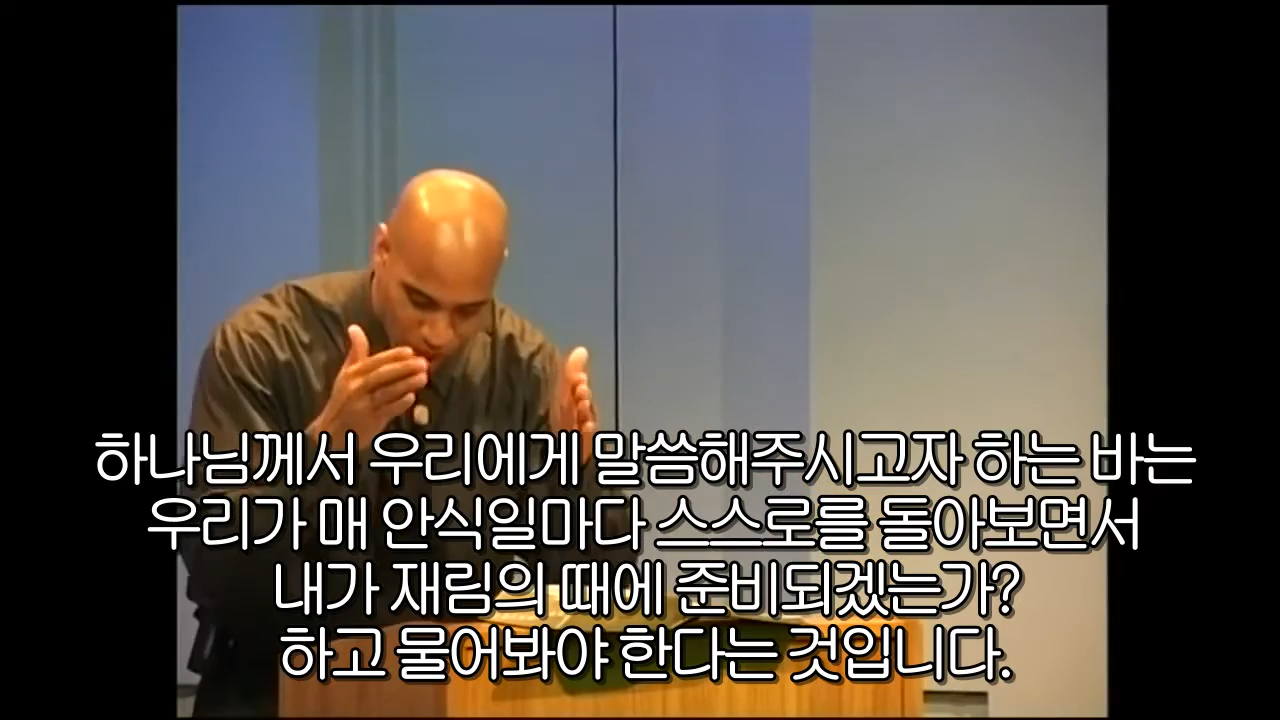 하나님께서 우리에게 말씀해주시고자 하는 바는
우리가 매 안식일마다 스스로를 돌아보면서
내가 재림의 때에 준비되겠는가?
하고 물어봐야 한다는 것입니다.